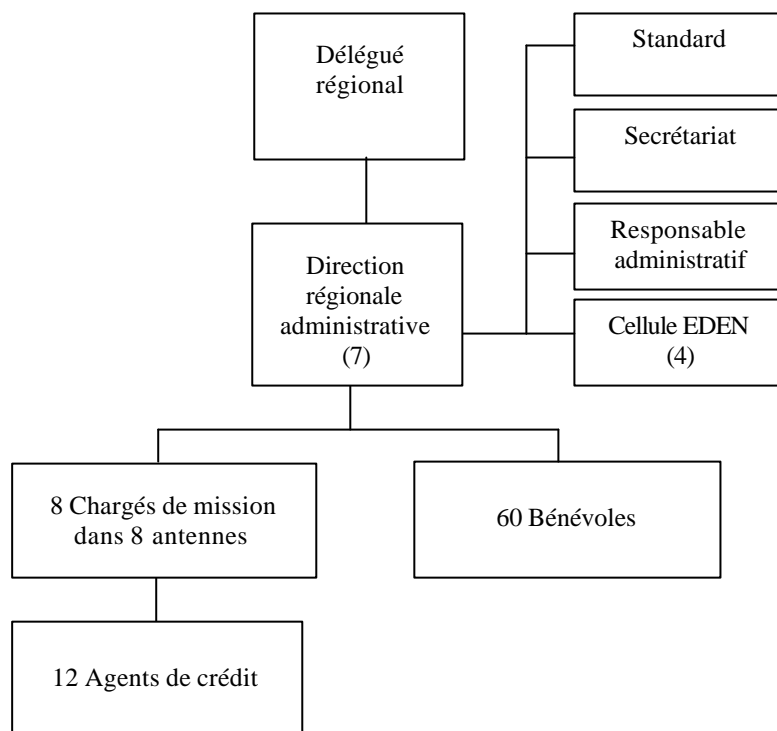 Délégué
régional
Standard
Secrétariat
Responsable
administratif
Direction
régionale
administrative
(7)
Cellule EDEN
(4)
8 Chargés de mission
dans 8 antennes
60 Bénévoles
12 Agents de crédit